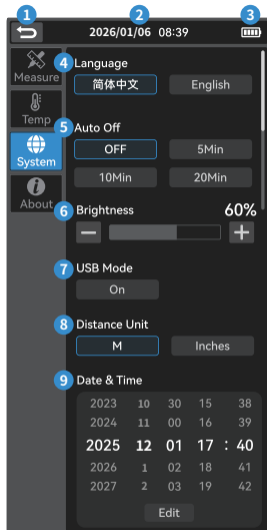 1 2 3
2026/01/06 08:39
Measure
Temp
System
About
4 Language
简体中文 English
5 Auto Off
OFF 5Min
10Min 20Min
6 Brightness 60%
7 USB Mode
On
8 Distance Unit
M Inches
9 Date & Time
2023 10 30 15 38
2024 11 00 16 39
2025 12 01 17 : 40
2026 1 02 18 41
2027 2 03 19 42
Edit